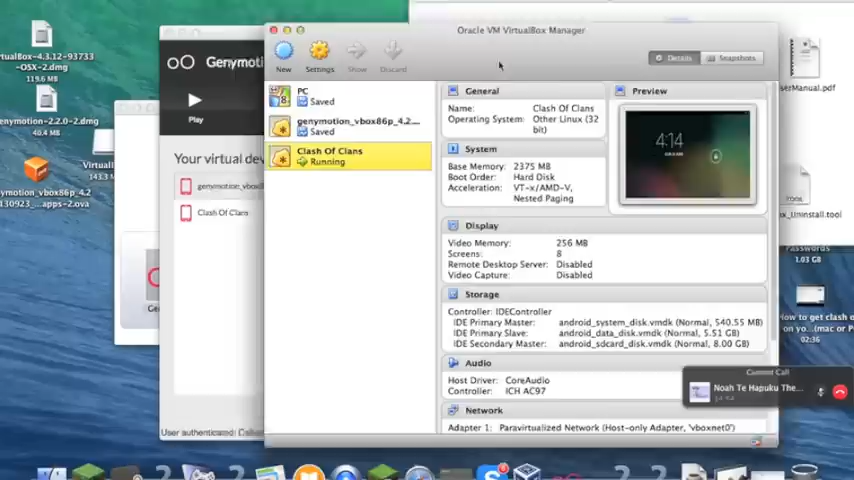 Oracle VM VirtualBox Manager
rtualBox-4.3.12-93733
-OSX-2.dmg
119.6 MB
enymotion-2.2.0-2.dmg
40.4 MB
VirtualB
143.3 M
ymotion_vbox86p_4.2
130923_
apps-2.ova
Genymotion
Play
Your virtual dev
genymotion_vbox8
Clash Of Clans
New
Settings
Show
Discard
Details
Snapshots
PC
Saved
genymotion_vbox86p_4.2....
Saved
Clash Of Clans
Running
General
Name: Clash Of Clans
Operating System: Other Linux (32
bit)
System
Base Memory: 2375 MB
Boot Order: Hard Disk
Acceleration: VT-x/AMD-V,
Nested Paging
Preview
4:14
Display
Video Memory: 256 MB
Screens: 8
Remote Desktop Server: Disabled
Video Capture: Disabled
Storage
Controller: IDEController
IDE Primary Master: android_system_disk.vmdk (Normal, 540.55 MB)
IDE Primary Slave: android_data_disk.vmdk (Normal, 5.51 GB)
IDE Secondary Master: android_sdcard_disk.vmdk (Normal, 8.00 GB)
Audio
Host Driver: CoreAudio
Controller: ICH AC97
Network
Adapter 1: Paravirtualized Network (Host-only Adapter, 'vboxnet0')
User authenticated:
serManual.pdf
_Uninstall.tool
Passwords
1.03 GB
How to get clash o
on yo...(mac or P
02:36
Current Call
Noah Te Hapuku The...